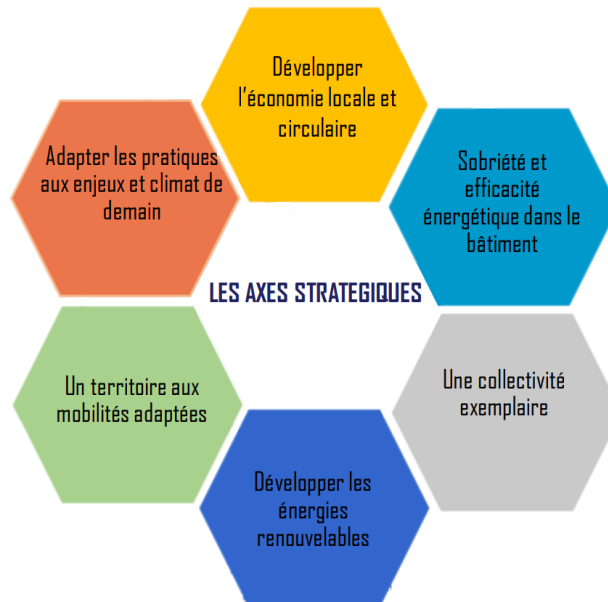 Développer
l'économie locale et
circulaire
Adapter les pratiques
aux enjeux et climat de
demain
Sobriété et
efficacité
énergétique dans le
bâtiment
LES AXES STRATEGIQUES
Un territoire aux
mobilités adaptées
Une collectivité
exemplaire
Développer les
énergies
renouvelables